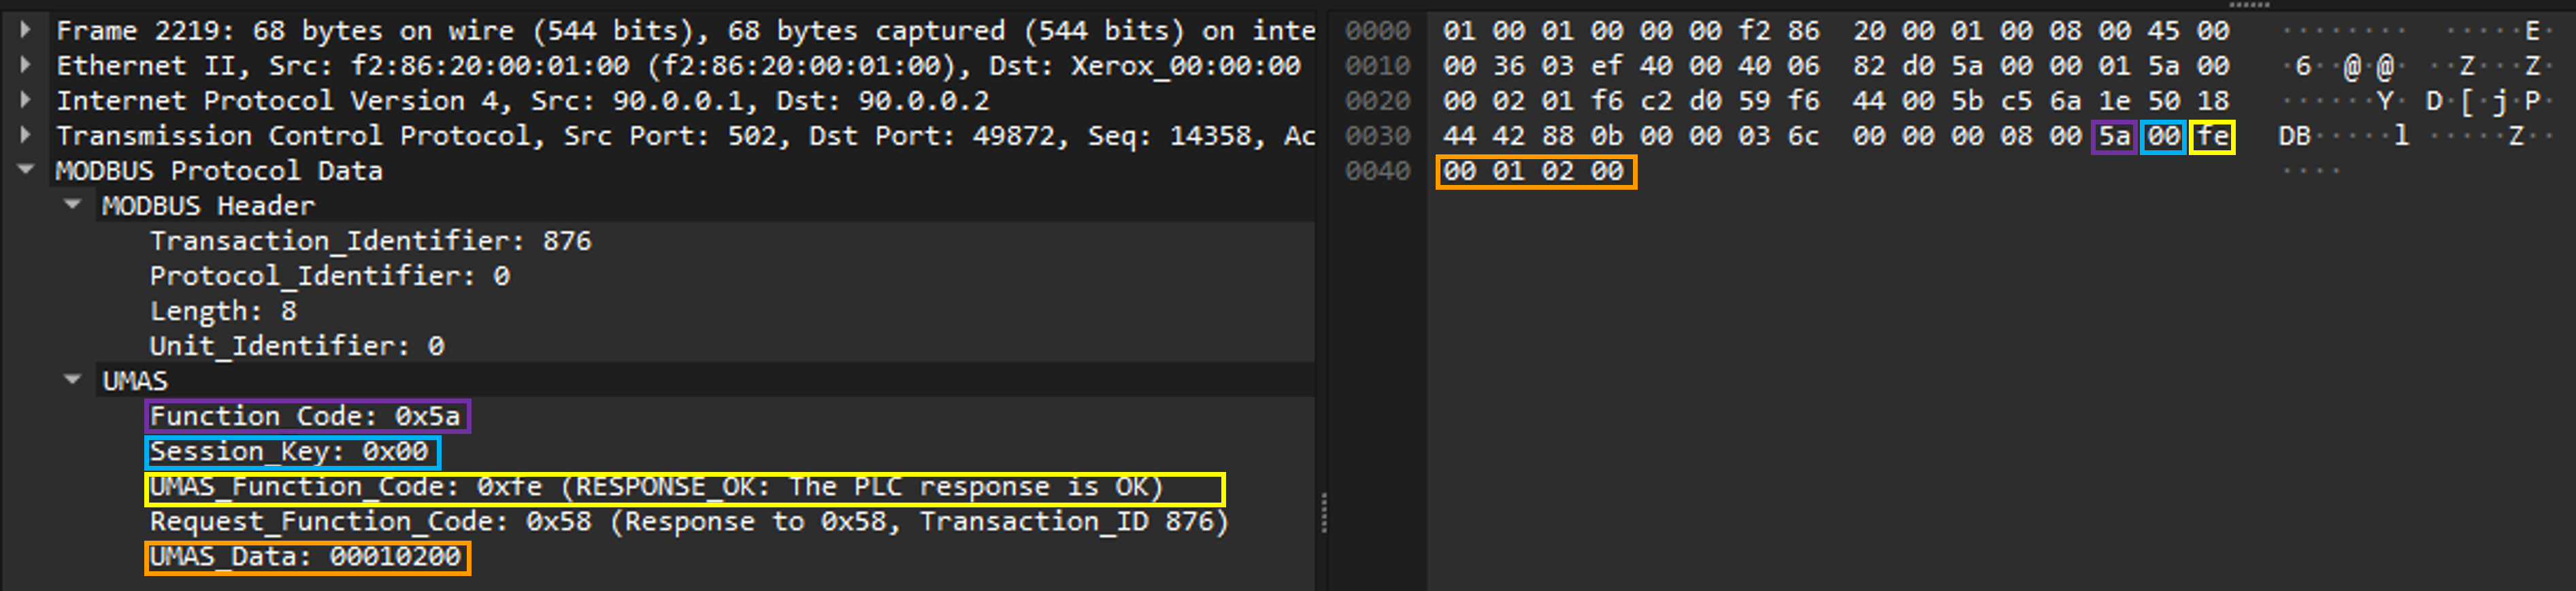 Frame 2219: 68 bytes on wire (544 bits), 68 bytes captured (544 bits) on inte
Ethernet II, Src: f2:86:20:00:01:00 (f2:86:20:00:01:00), Dst: Xerox_00:00:00
Internet Protocol Version 4, Src: 90.0.0.1, Dst: 90.0.0.2
Transmission Control Protocol, Src Port: 502, Dst Port: 49872, Seq: 14358, Ac
MODBUS Protocol Data
MODBUS Header
Transaction_Identifier: 876
Protocol_Identifier: 0
Length: 8
Unit_Identifier: 0
UMAS
Function Code: 0x5a
Session_Key: 0x00
UMAS_Function_Code: 0xfe (RESPONSE_OK: The PLC response is OK)
Request_Function_Code: 0x58 (Response to 0x58, Transaction_ID 876)
UMAS_Data: 00010200
0000 01 00 01 00 00 00 f2 86 20 00 01 00 08 00 45 00 ········ ·····E·
0010 00 36 03 ef 40 00 40 06 82 d0 5a 00 00 01 5a 00 ·6··@·@· ··Z···Z·
0020 00 02 01 f6 c2 d0 59 f6 44 00 5b c5 6a 1e 50 18 ······Y· D·[·j·P·
0030 44 42 88 0b 00 00 03 6c 00 00 00 08 00 5a 00 fe DB·····l ·····Z··
0040 00 01 02 00 ····